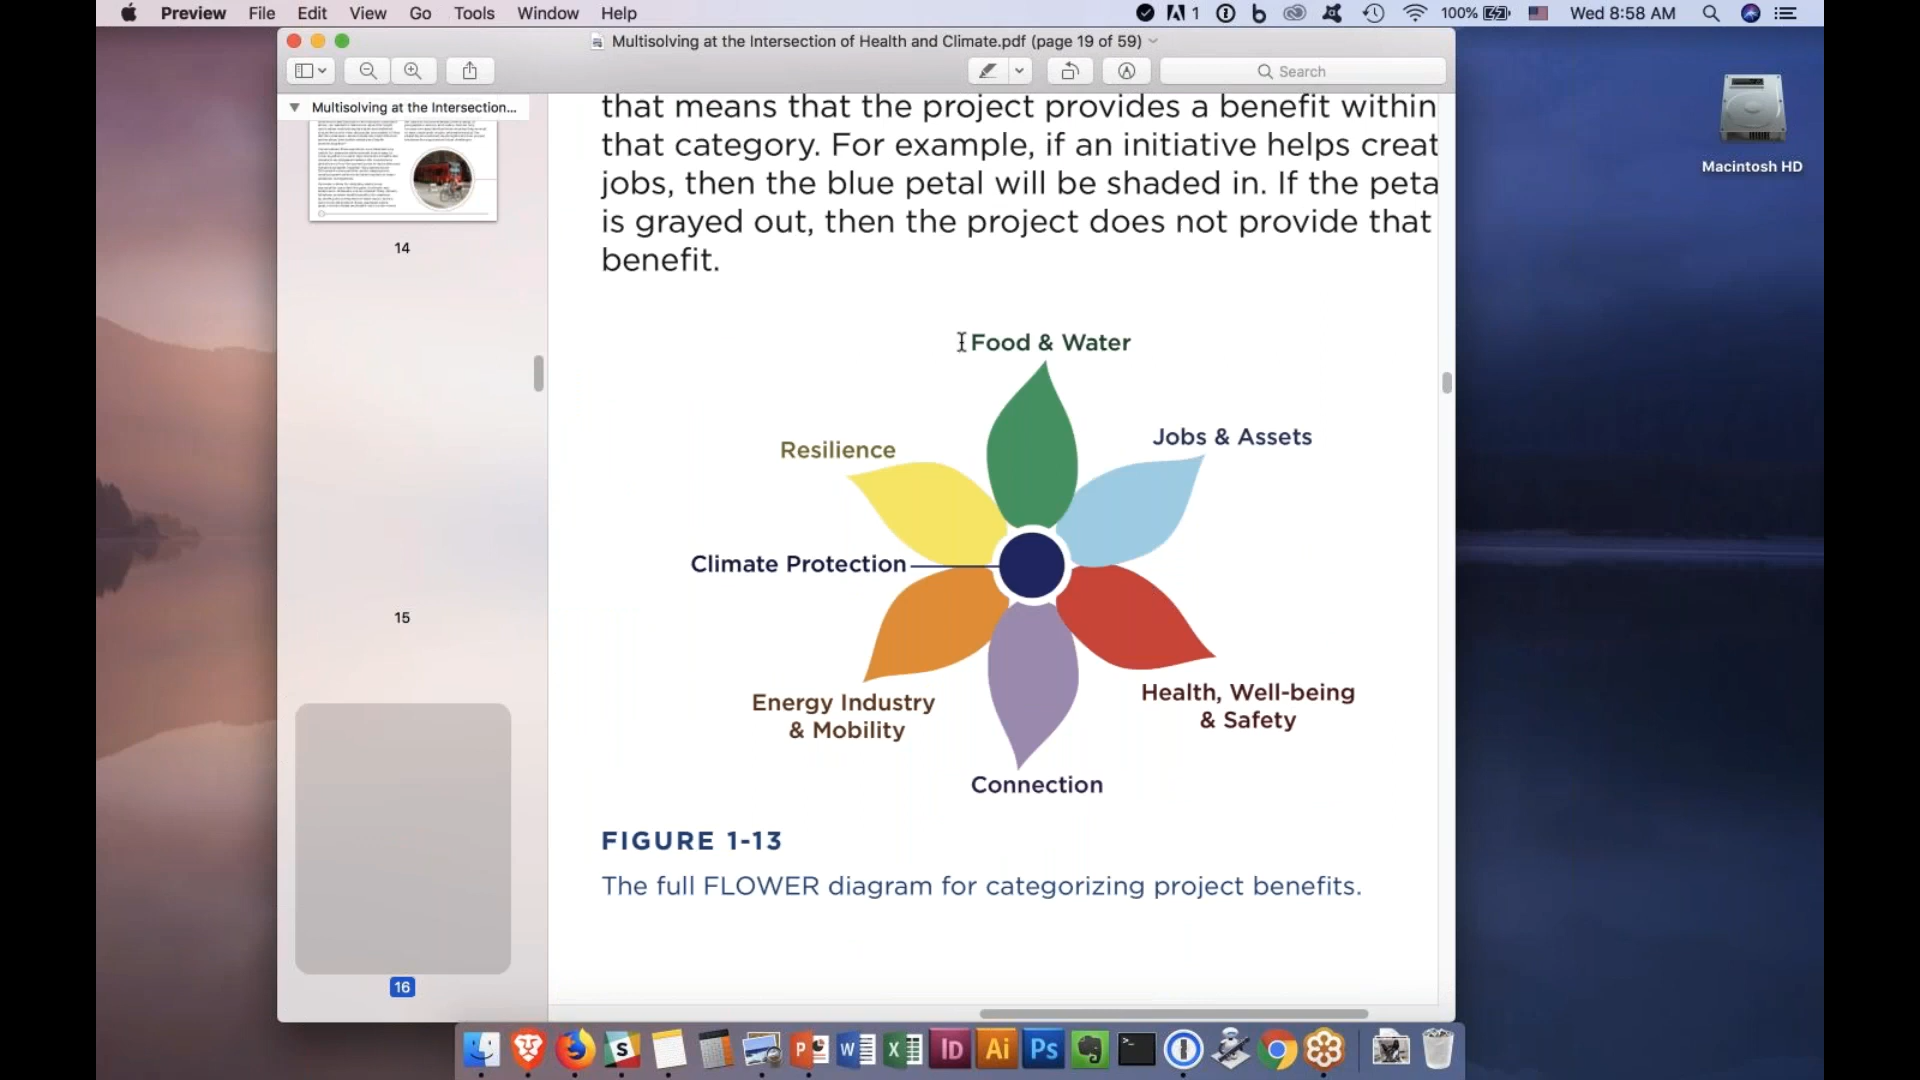 Preview File Edit View Go Tools Window Help
1 100% Wed 8:58 AM
Multisolving at the Intersection of Health and Climate.pdf (page 19 of 59)
Search
Multisolving at the Intersection...
Macintosh HD
that means that the project provides a benefit within
that category. For example, if an initiative helps creat
jobs, then the blue petal will be shaded in. If the peta
is grayed out, then the project does not provide that
benefit.
14
Food & Water
Jobs & Assets
Resilience
Climate Protection
15
Energy Industry
& Mobility
Health, Well-being
& Safety
Connection
FIGURE 1-13
The full FLOWER diagram for categorizing project benefits.
16
S P W X Id Ai Ps